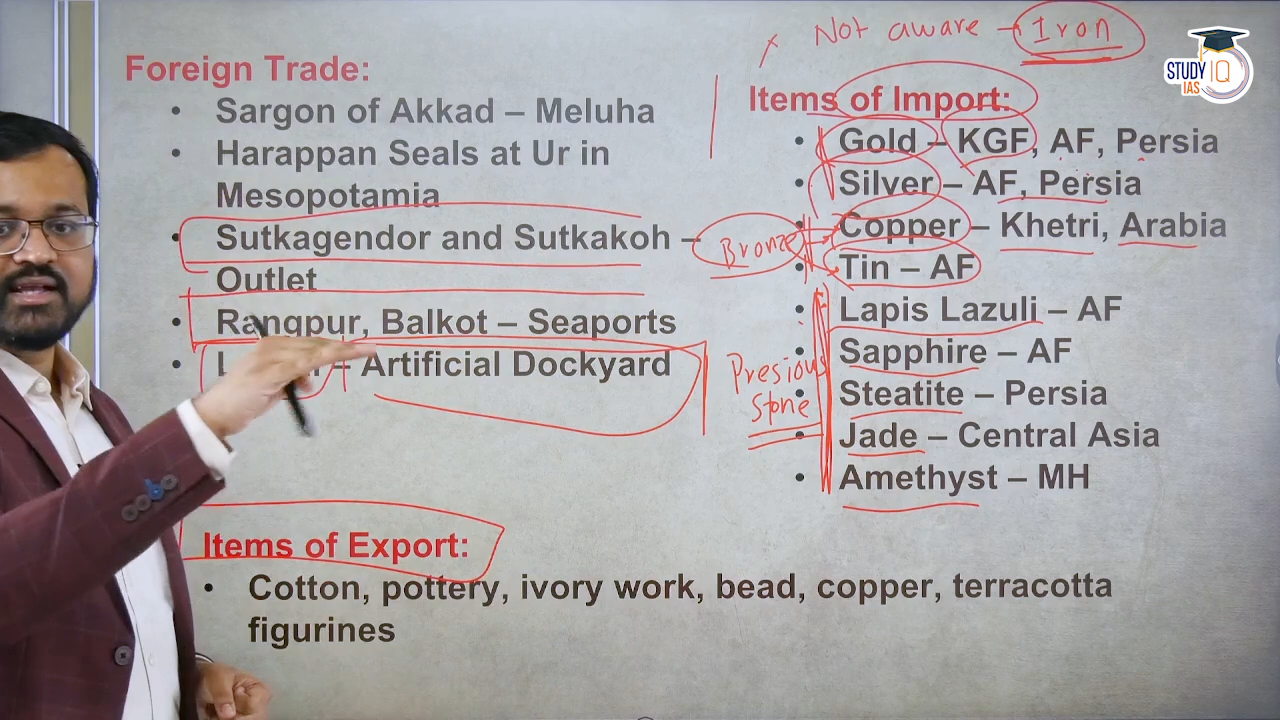 Foreign Trade:
• Sargon of Akkad – Meluha
• Harappan Seals at Ur in
Mesopotamia
• Sutkagendor and Sutkakoh –
Outlet
• Rangpur, Balkot – Seaports
• – Artificial Dockyard
Items of Export:
• Cotton, pottery, ivory work, bead, copper, terracotta
figurines
× Not aware → Iron
Items of Import:
• Gold – KGF, AF, Persia
• Silver – AF, Persia
• Copper – Khetri, Arabia
• Tin – AF
• Lapis Lazuli – AF
• Sapphire – AF
• Steatite – Persia
• Jade – Central Asia
• Amethyst – MH
Bronze
Presious
Stone
STUDY IQ
IAS